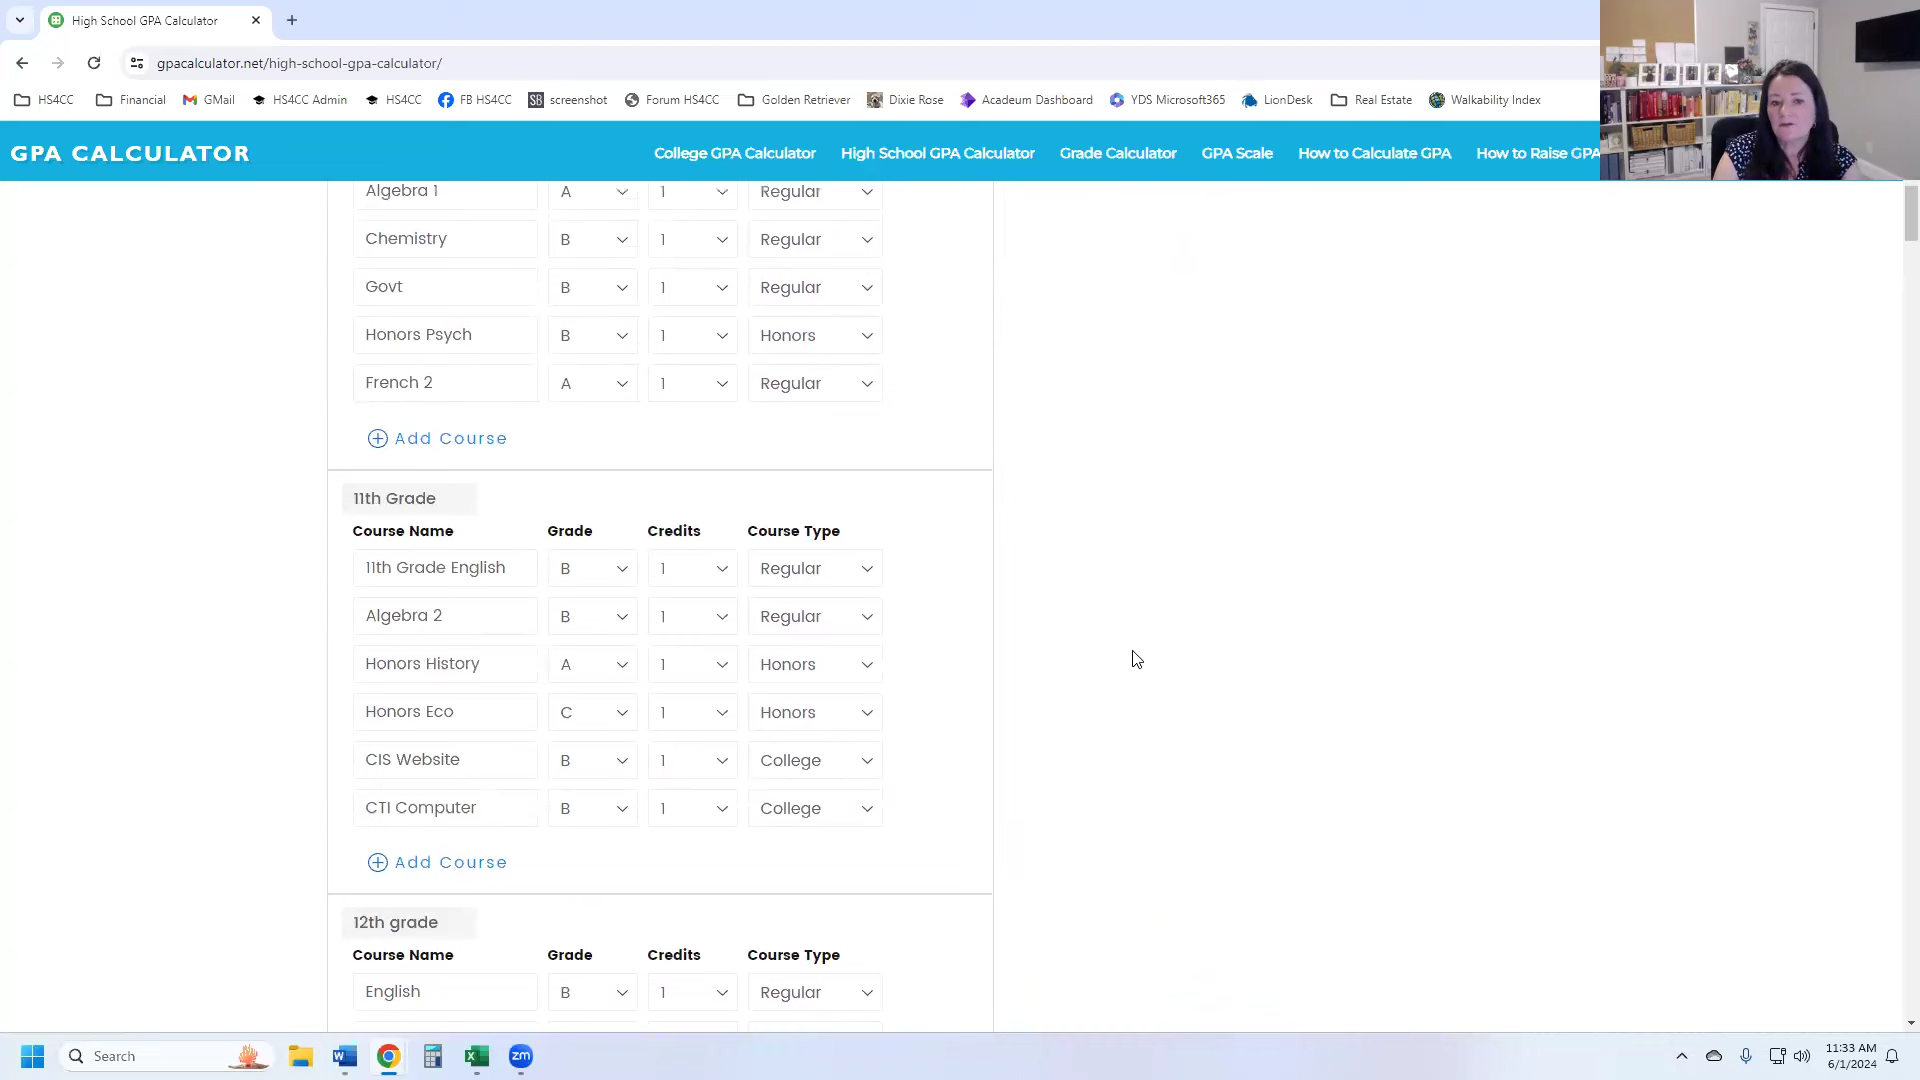 High School GPA Calculator
gpacalculator.net/high-school-gpa-calculator/
HS4CC Financial GMail HS4CC Admin HS4CC FB HS4CC SB screenshot Forum HS4CC Golden Retriever Dixie Rose Acadeum Dashboard YDS Microsoft365 LionDesk Real Estate Walkability Index
GPA CALCULATOR College GPA Calculator High School GPA Calculator Grade Calculator GPA Scale How to Calculate GPA How to Raise GPA
Algebra 1 A 1 Regular
Chemistry B 1 Regular
Govt B 1 Regular
Honors Psych B 1 Honors
French 2 A 1 Regular
Add Course
11th Grade
Course Name Grade Credits Course Type
11th Grade English B 1 Regular
Algebra 2 B 1 Regular
Honors History A 1 Honors
Honors Eco C 1 Honors
CIS Website B 1 College
CTI Computer B 1 College
Add Course
12th grade
Course Name Grade Credits Course Type
English B 1 Regular
Search zm 11:33 AM
6/1/2024